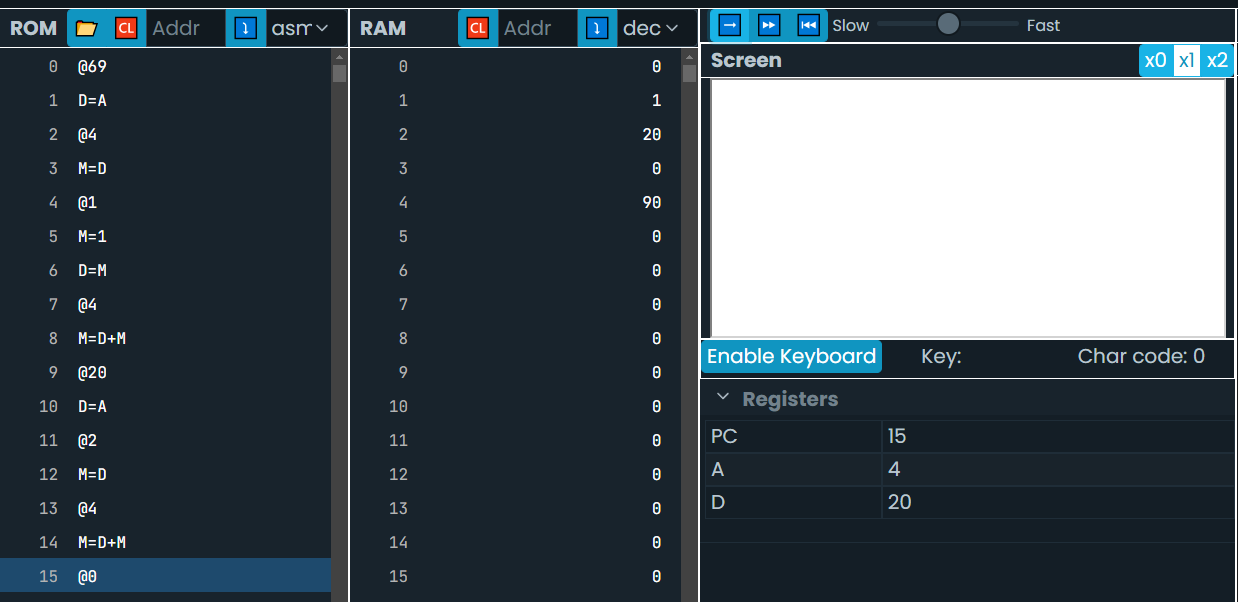 ROM CL Addr asm
RAM CL Addr dec
Slow Fast
Screen x0 x1 x2
0 @69
1 D=A
2 @4
3 M=D
4 @1
5 M=1
6 D=M
7 @4
8 M=D+M
9 @20
10 D=A
11 @2
12 M=D
13 @4
14 M=D+M
15 @0
0 0
1 1
2 20
3 0
4 90
5 0
6 0
7 0
8 0
9 0
10 0
11 0
12 0
13 0
14 0
15 0
Enable Keyboard Key: Char code: 0
Registers
PC 15
A 4
D 20